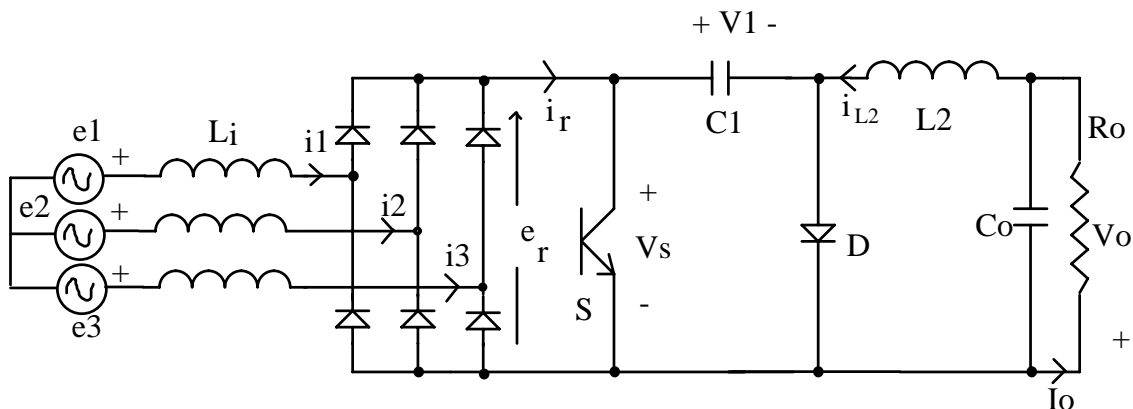 + V1 -
i r
C1
i L2
L2
Ro
e1
+
Li
i1
e2
+
i2
e r
+
Vs
-
S
D
Co
Vo
+
i3
e3
+
Io